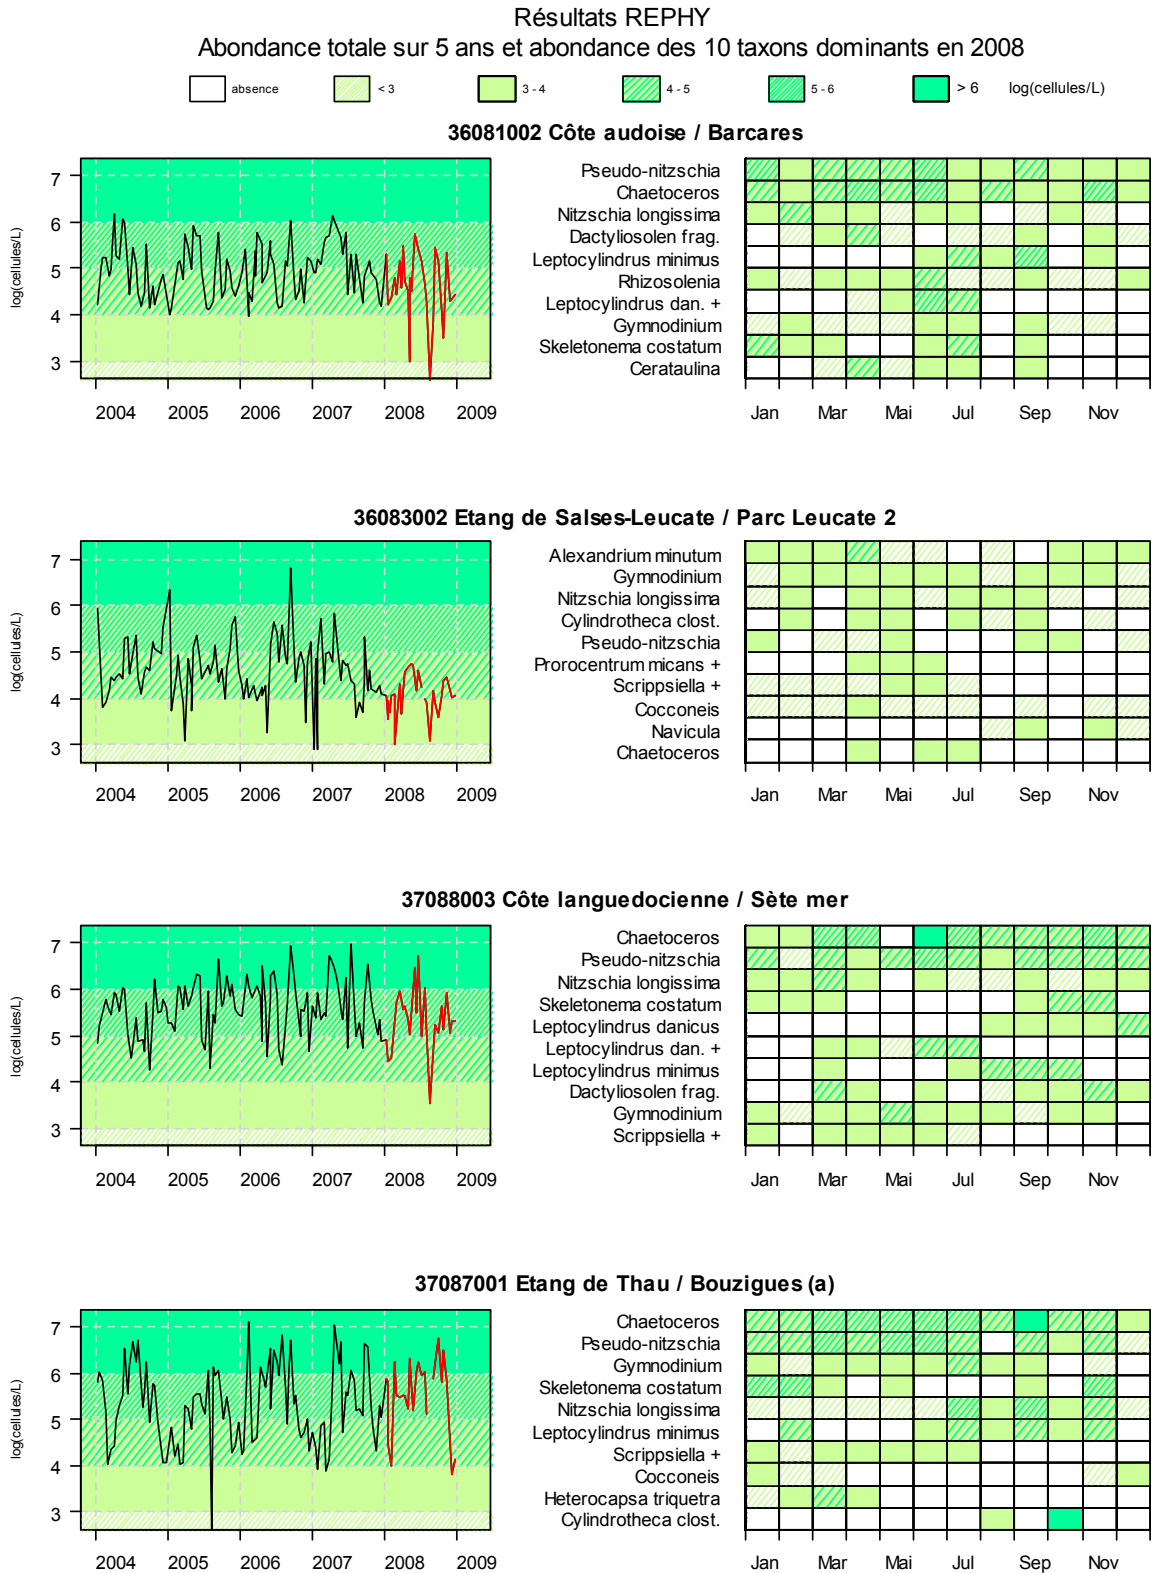 Résultats REPHY
Abondance totale sur 5 ans et abondance des 10 taxons dominants en 2008
absence < 3 3 - 4 4 - 5 5 - 6 > 6 log(cellules/L)
36081002 Côte audoise / Barcares
log(cellules/L)
7
6
5
4
3
2004 2005 2006 2007 2008 2009
Pseudo-nitzschia
Chaetoceros
Nitzschia longissima
Dactyliosolen frag.
Leptocylindrus minimus
Rhizosolenia
Leptocylindrus dan. +
Gymnodinium
Skeletonema costatum
Cerataulina
Jan Mar Mai Jul Sep Nov
36083002 Etang de Salses-Leucate / Parc Leucate 2
log(cellules/L)
7
6
5
4
3
2004 2005 2006 2007 2008 2009
Alexandrium minutum
Gymnodinium
Nitzschia longissima
Cylindrotheca clost.
Pseudo-nitzschia
Prorocentrum micans +
Scrippsiella +
Cocconeis
Navicula
Chaetoceros
Jan Mar Mai Jul Sep Nov
37088003 Côte languedocienne / Sète mer
log(cellules/L)
7
6
5
4
3
2004 2005 2006 2007 2008 2009
Chaetoceros
Pseudo-nitzschia
Nitzschia longissima
Skeletonema costatum
Leptocylindrus danicus
Leptocylindrus dan. +
Leptocylindrus minimus
Dactyliosolen frag.
Gymnodinium
Scrippsiella +
Jan Mar Mai Jul Sep Nov
37087001 Etang de Thau / Bouzigues (a)
log(cellules/L)
7
6
5
4
3
2004 2005 2006 2007 2008 2009
Chaetoceros
Pseudo-nitzschia
Gymnodinium
Skeletonema costatum
Nitzschia longissima
Leptocylindrus minimus
Scrippsiella +
Cocconeis
Heterocapsa triquetra
Cylindrotheca clost.
Jan Mar Mai Jul Sep Nov